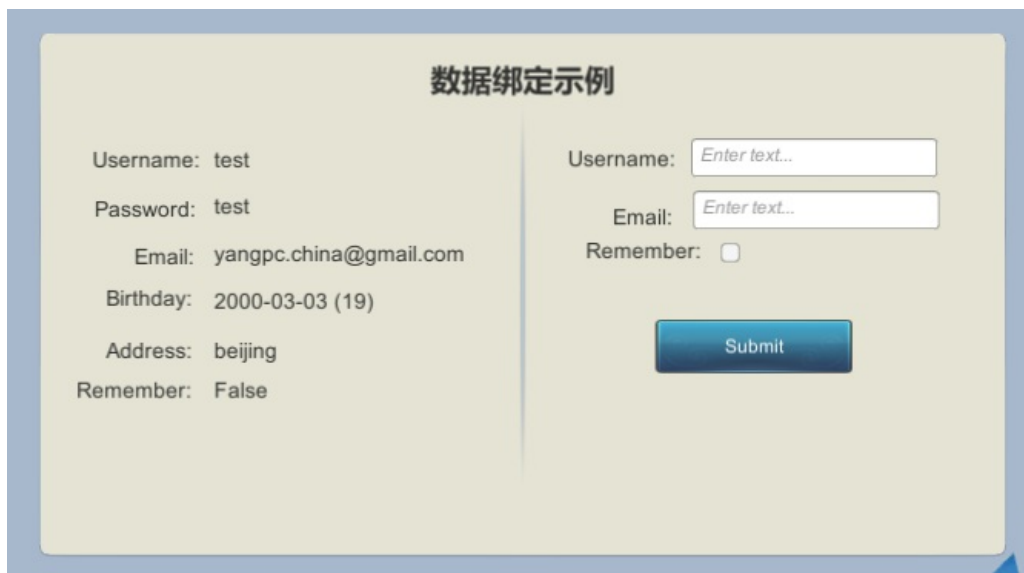 数据绑定示例
Username: test
Password: test
Email: yangpc.china@gmail.com
Birthday: 2000-03-03 (19)
Address: beijing
Remember: False
Username: Enter text...
Email: Enter text...
Remember:
Submit